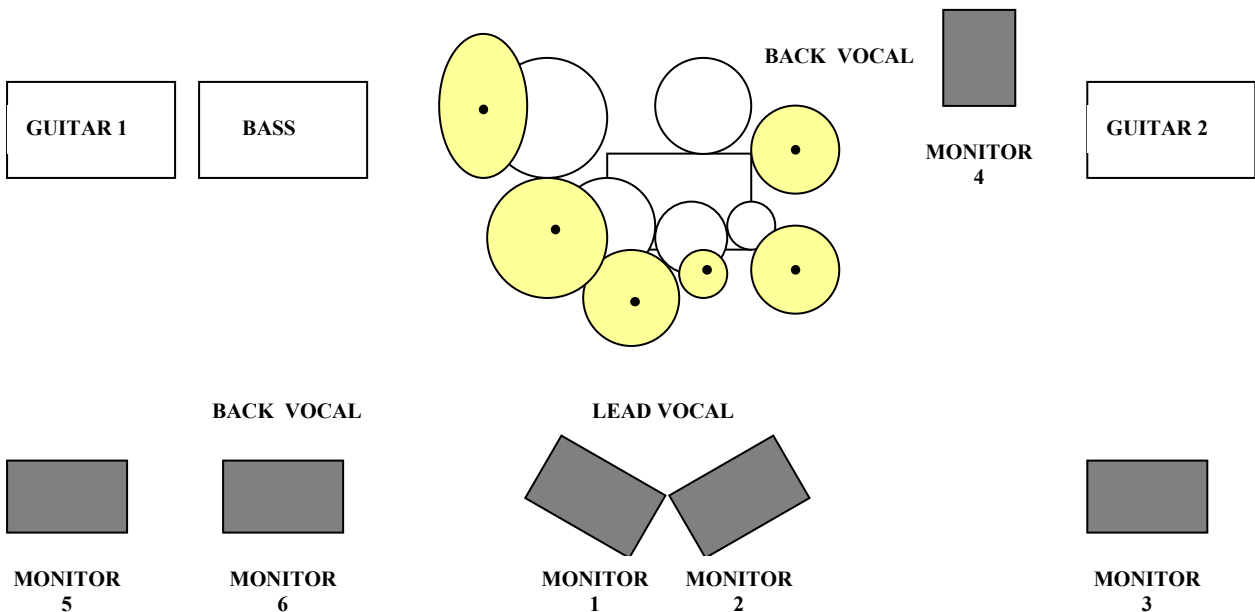 BACK VOCAL
GUITAR 1
BASS
GUITAR 2
MONITOR
4
BACK VOCAL
LEAD VOCAL
MONITOR
5
MONITOR
6
MONITOR
1
MONITOR
2
MONITOR
3